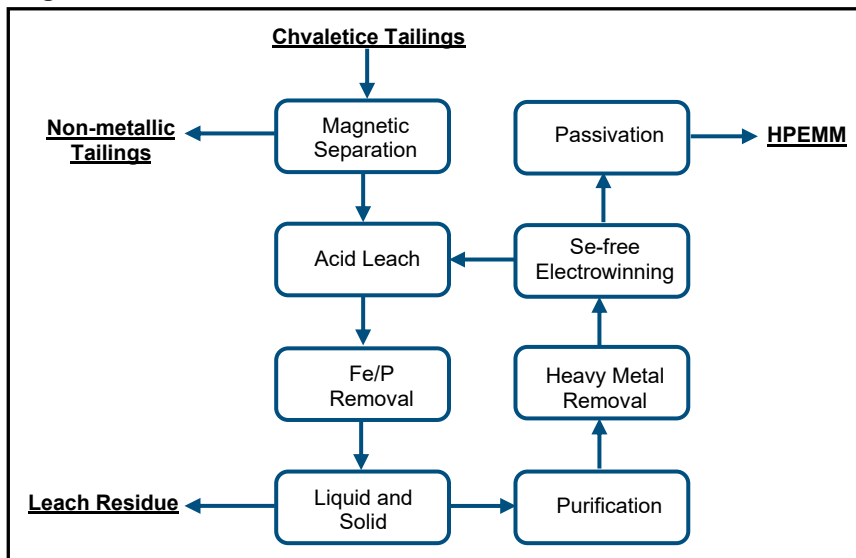 Chvaletice Tailings
Non-metallic
Tailings
Magnetic
Separation
Passivation
HPEMM
Acid Leach
Se-free
Electrowinning
Fe/P
Removal
Heavy Metal
Removal
Leach Residue
Liquid and
Solid
Purification